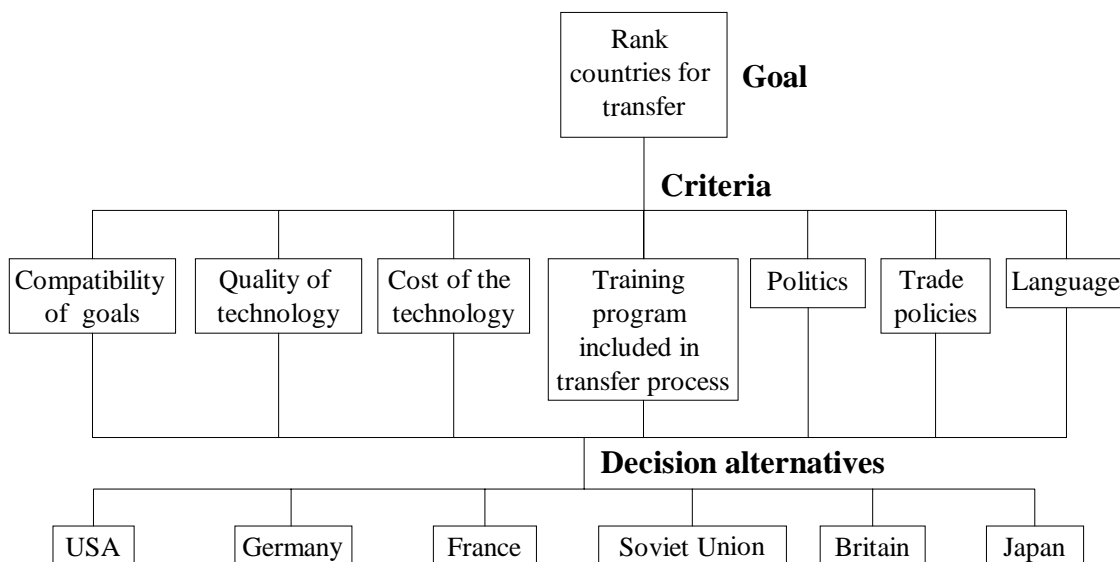 Rank
countries for
transfer
Goal
Criteria
Compatibility
of goals
Quality of
technology
Cost of the
technology
Training
program
included in
transfer process
Politics
Trade
policies
Language
Decision alternatives
USA
Germany
France
Soviet Union
Britain
Japan